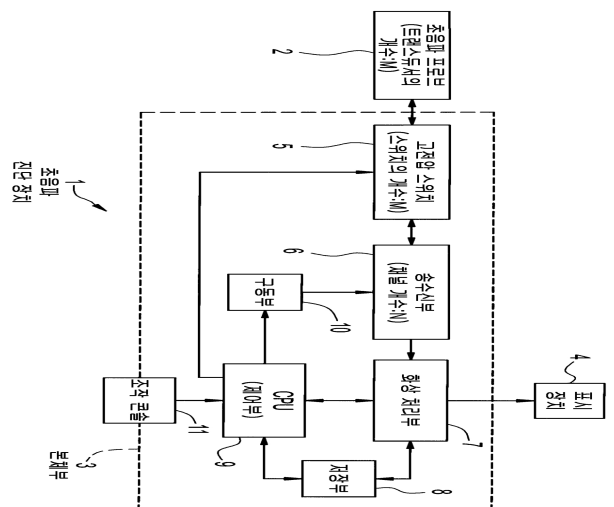 1
초음파
진단 장치
2
초음파 프로브
(트랜스듀서의
개수:M)
5
고전압 스위치
(스위치의 개수:M)
6
송수신부
(채널 개수:N)
10
구동부
7
화상 처리부
4
표시
장치
9
CPU
(제어부)
8
저장부
11
조작 콘솔
3
본체부